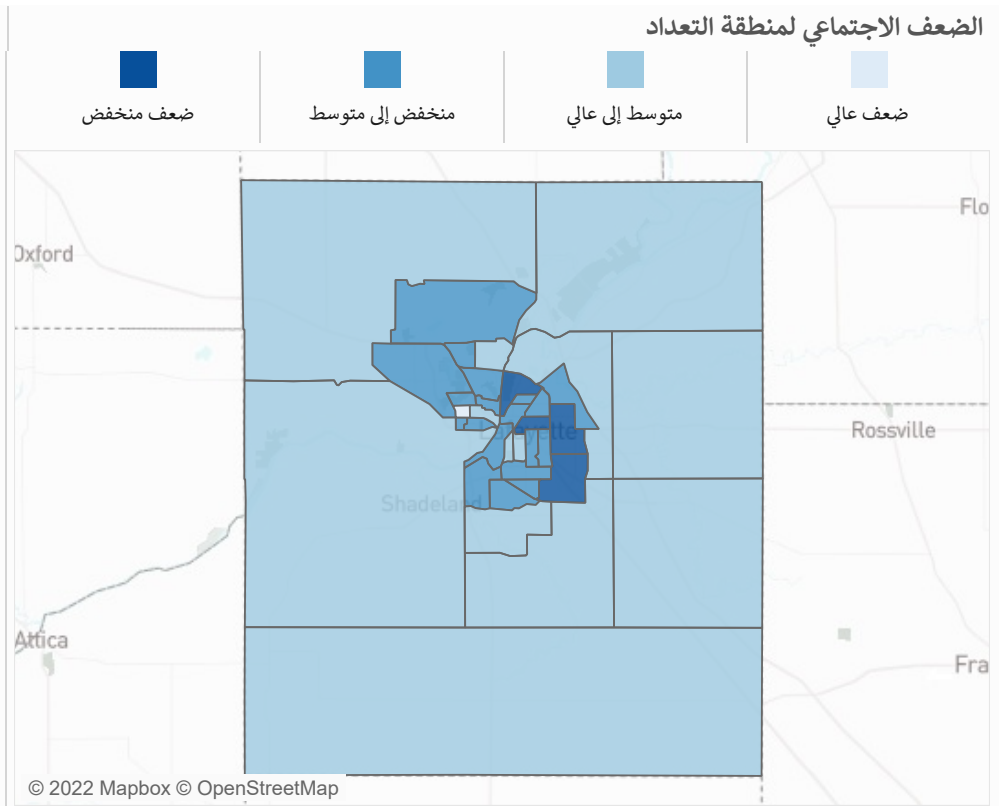 الضعف الاجتماعي لمنطقة التعداد
ضعف عالي
متوسط إلى عالي
منخفض إلى متوسط
ضعف منخفض
Flo
Oxford
Rossville
Lafayette
Shadeland
Attica
Fra
© 2022 Mapbox © OpenStreetMap